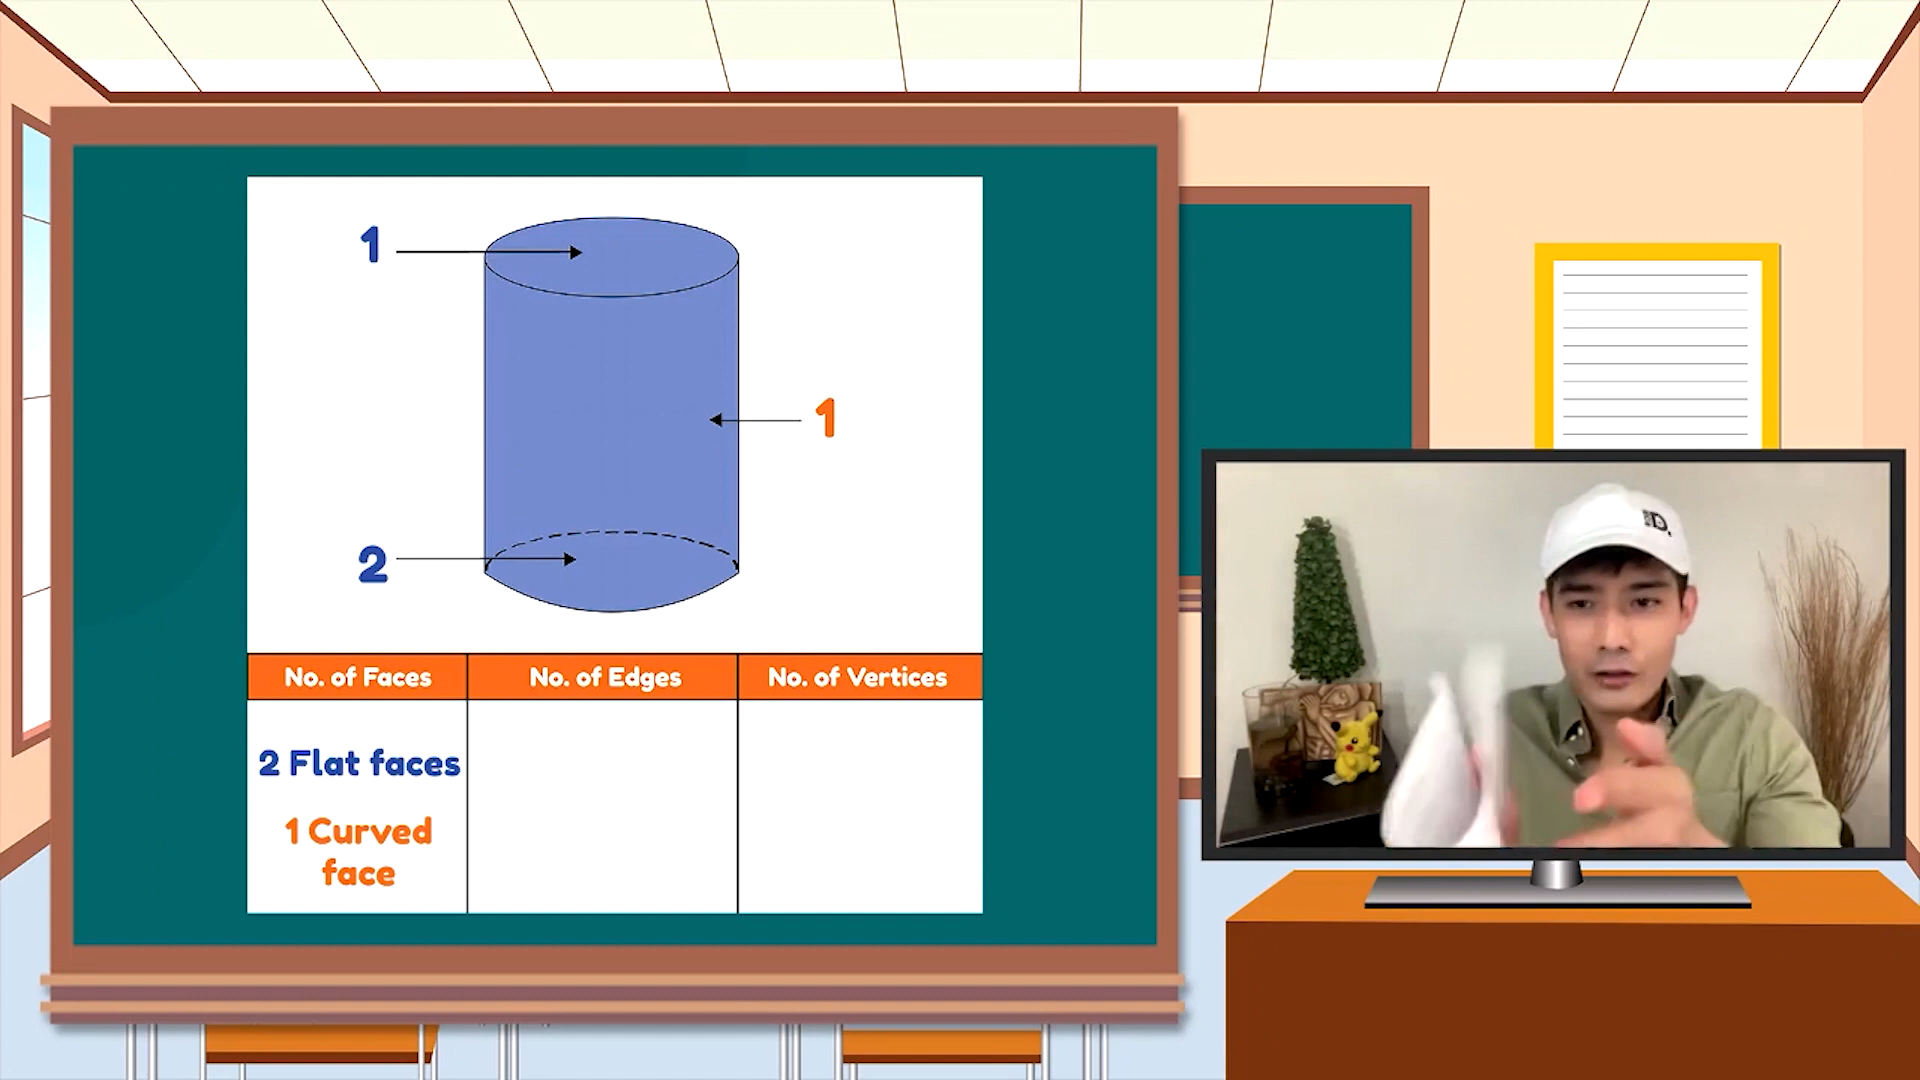 1
1
2
No. of Faces
No. of Edges
No. of Vertices
2 Flat faces
1 Curved
face
D.